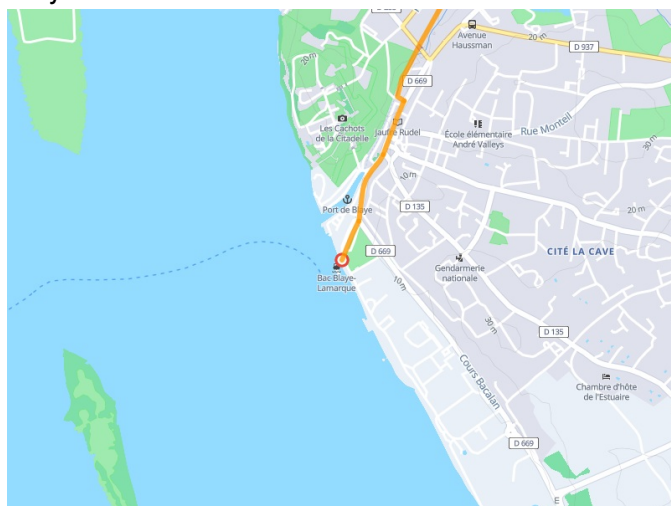 Avenue
Haussman
20 m
D 937
20 m
D 669
Les Cachots
de la Citadelle
Jaufre Rudel
École élémentaire
André Valleys
Rue Monteil
30 m
10 m
Port de Blaye
D 135
20 m
D 669
Bac Blaye-
Lamarque
Gendarmerie
nationale
CITÉ LA CAVE
10 m
30 m
D 135
Cours Bacalan
Chambre d'hôte
de l'Estuaire
D 669
E